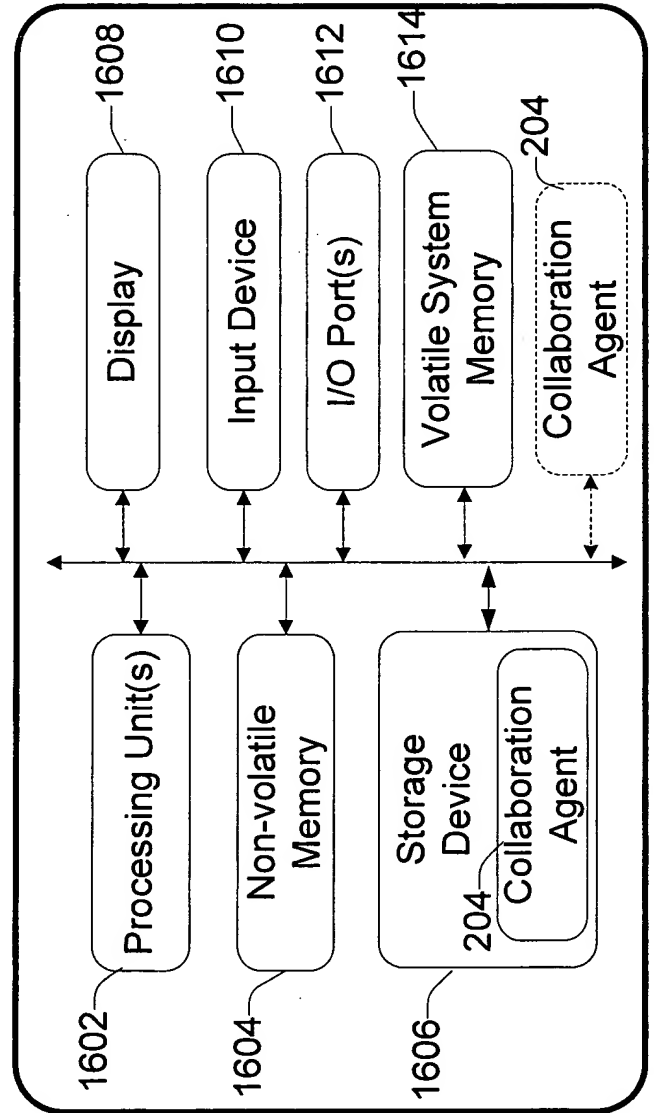 1602
Processing Unit(s)
1604
Non-volatile
Memory
1606
Storage
Device
204
Collaboration
Agent
Display
1608
Input Device
1610
I/O Port(s)
1612
Volatile System
Memory
1614
Collaboration
Agent
204